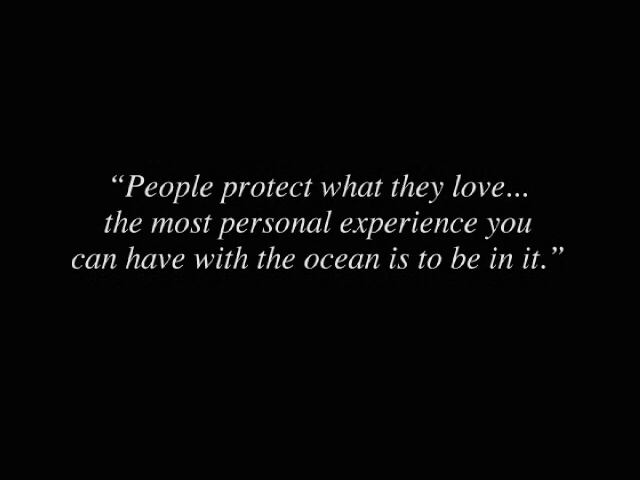 “People protect what they love...
the most personal experience you
can have with the ocean is to be in it.”